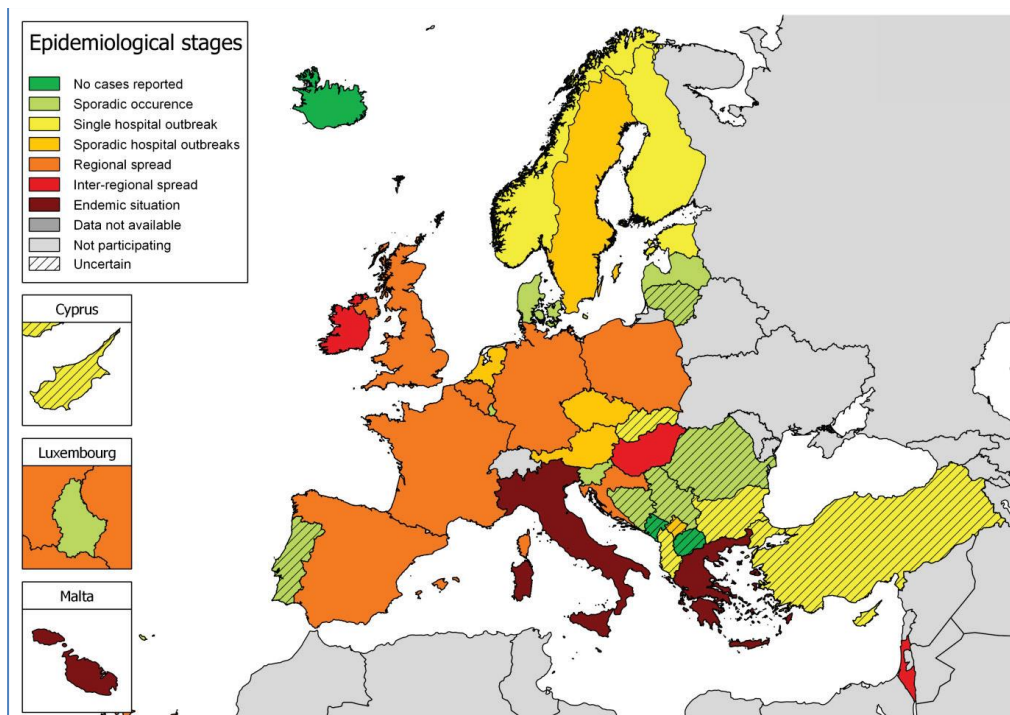 Epidemiological stages
No cases reported
Sporadic occurence
Single hospital outbreak
Sporadic hospital outbreaks
Regional spread
Inter-regional spread
Endemic situation
Data not available
Not participating
Uncertain
Cyprus
Luxembourg
Malta